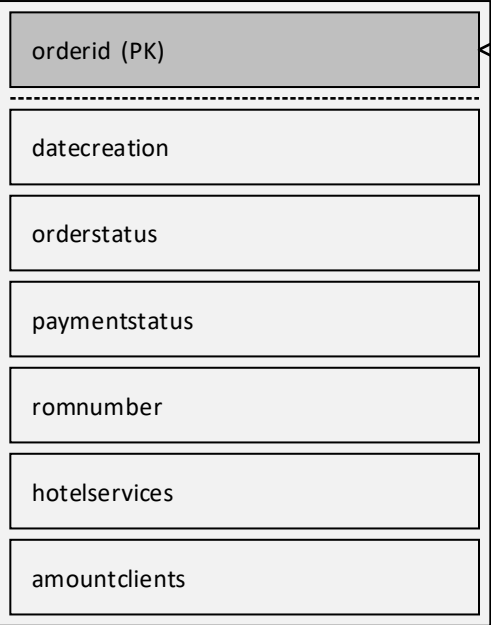 orderid (PK)
datecreation
orderstatus
paymentstatus
romnumber
hotelservices
amountclients